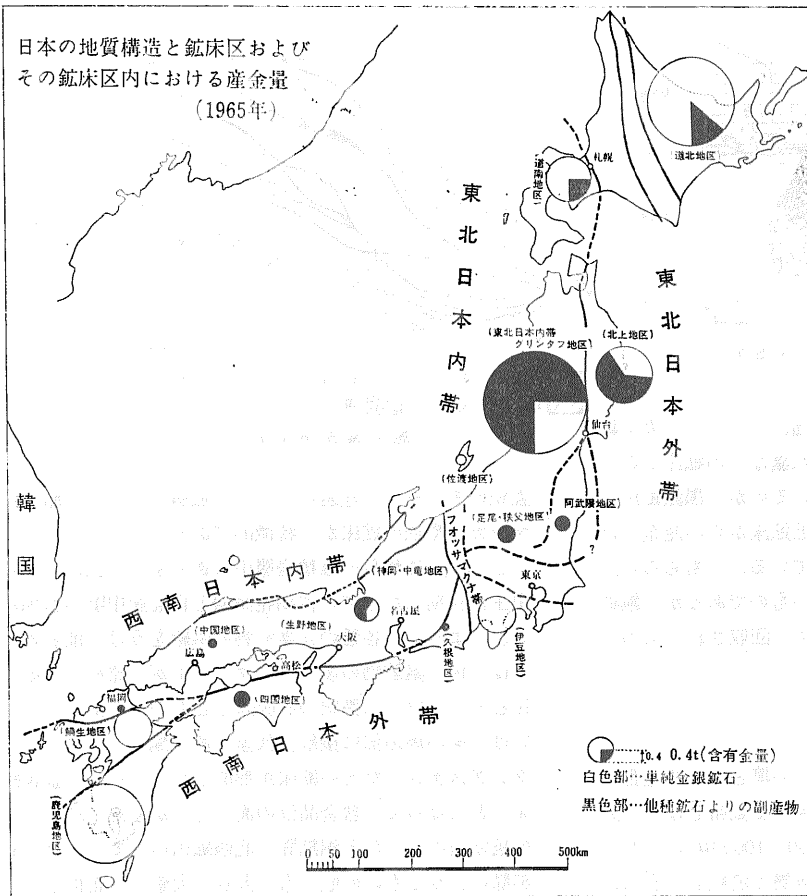 日本の地質構造と鉱床区および
その鉱床区内における産金量
(1965年)
(道北地区)
札幌
(道南地区)
東北日本内帯
東北日本外帯
(東北日本内帯
グリンタフ地区)
(北上地区)
仙台
(佐渡地区)
阿武隈地区)
(足尾・秩父地区)
フオッサマグナ帯
?
韓国
西南日本内帯
(神岡・中竜地区)
東京
名古屋
(生野地区)
(中国地区)
大阪
(伊豆地区)
広島
高松
福岡
(四国地区)
(鯛生地区)
西南日本外帯
(鹿児島地区)
0.4 0.4t(含有金量)
白色部…単純金銀鉱石
黒色部…他種鉱石よりの副産物
0 100 200 300 400 500km